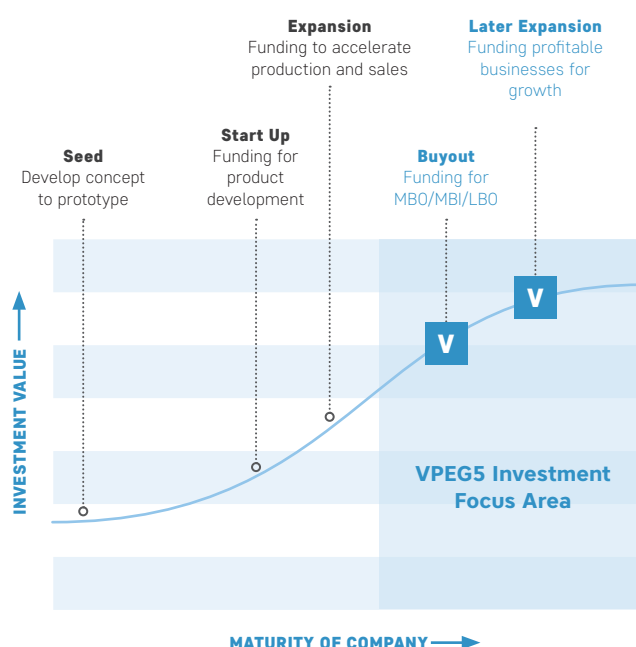 Expansion
Funding to accelerate
production and sales
Later Expansion
Funding profitable
businesses for
growth
Seed
Develop concept
to prototype
Start Up
Funding for
product
development
Buyout
Funding for
MBO/MBI/LBO
V
V
VPEG5 Investment
Focus Area
INVESTMENT VALUE
MATURITY OF COMPANY